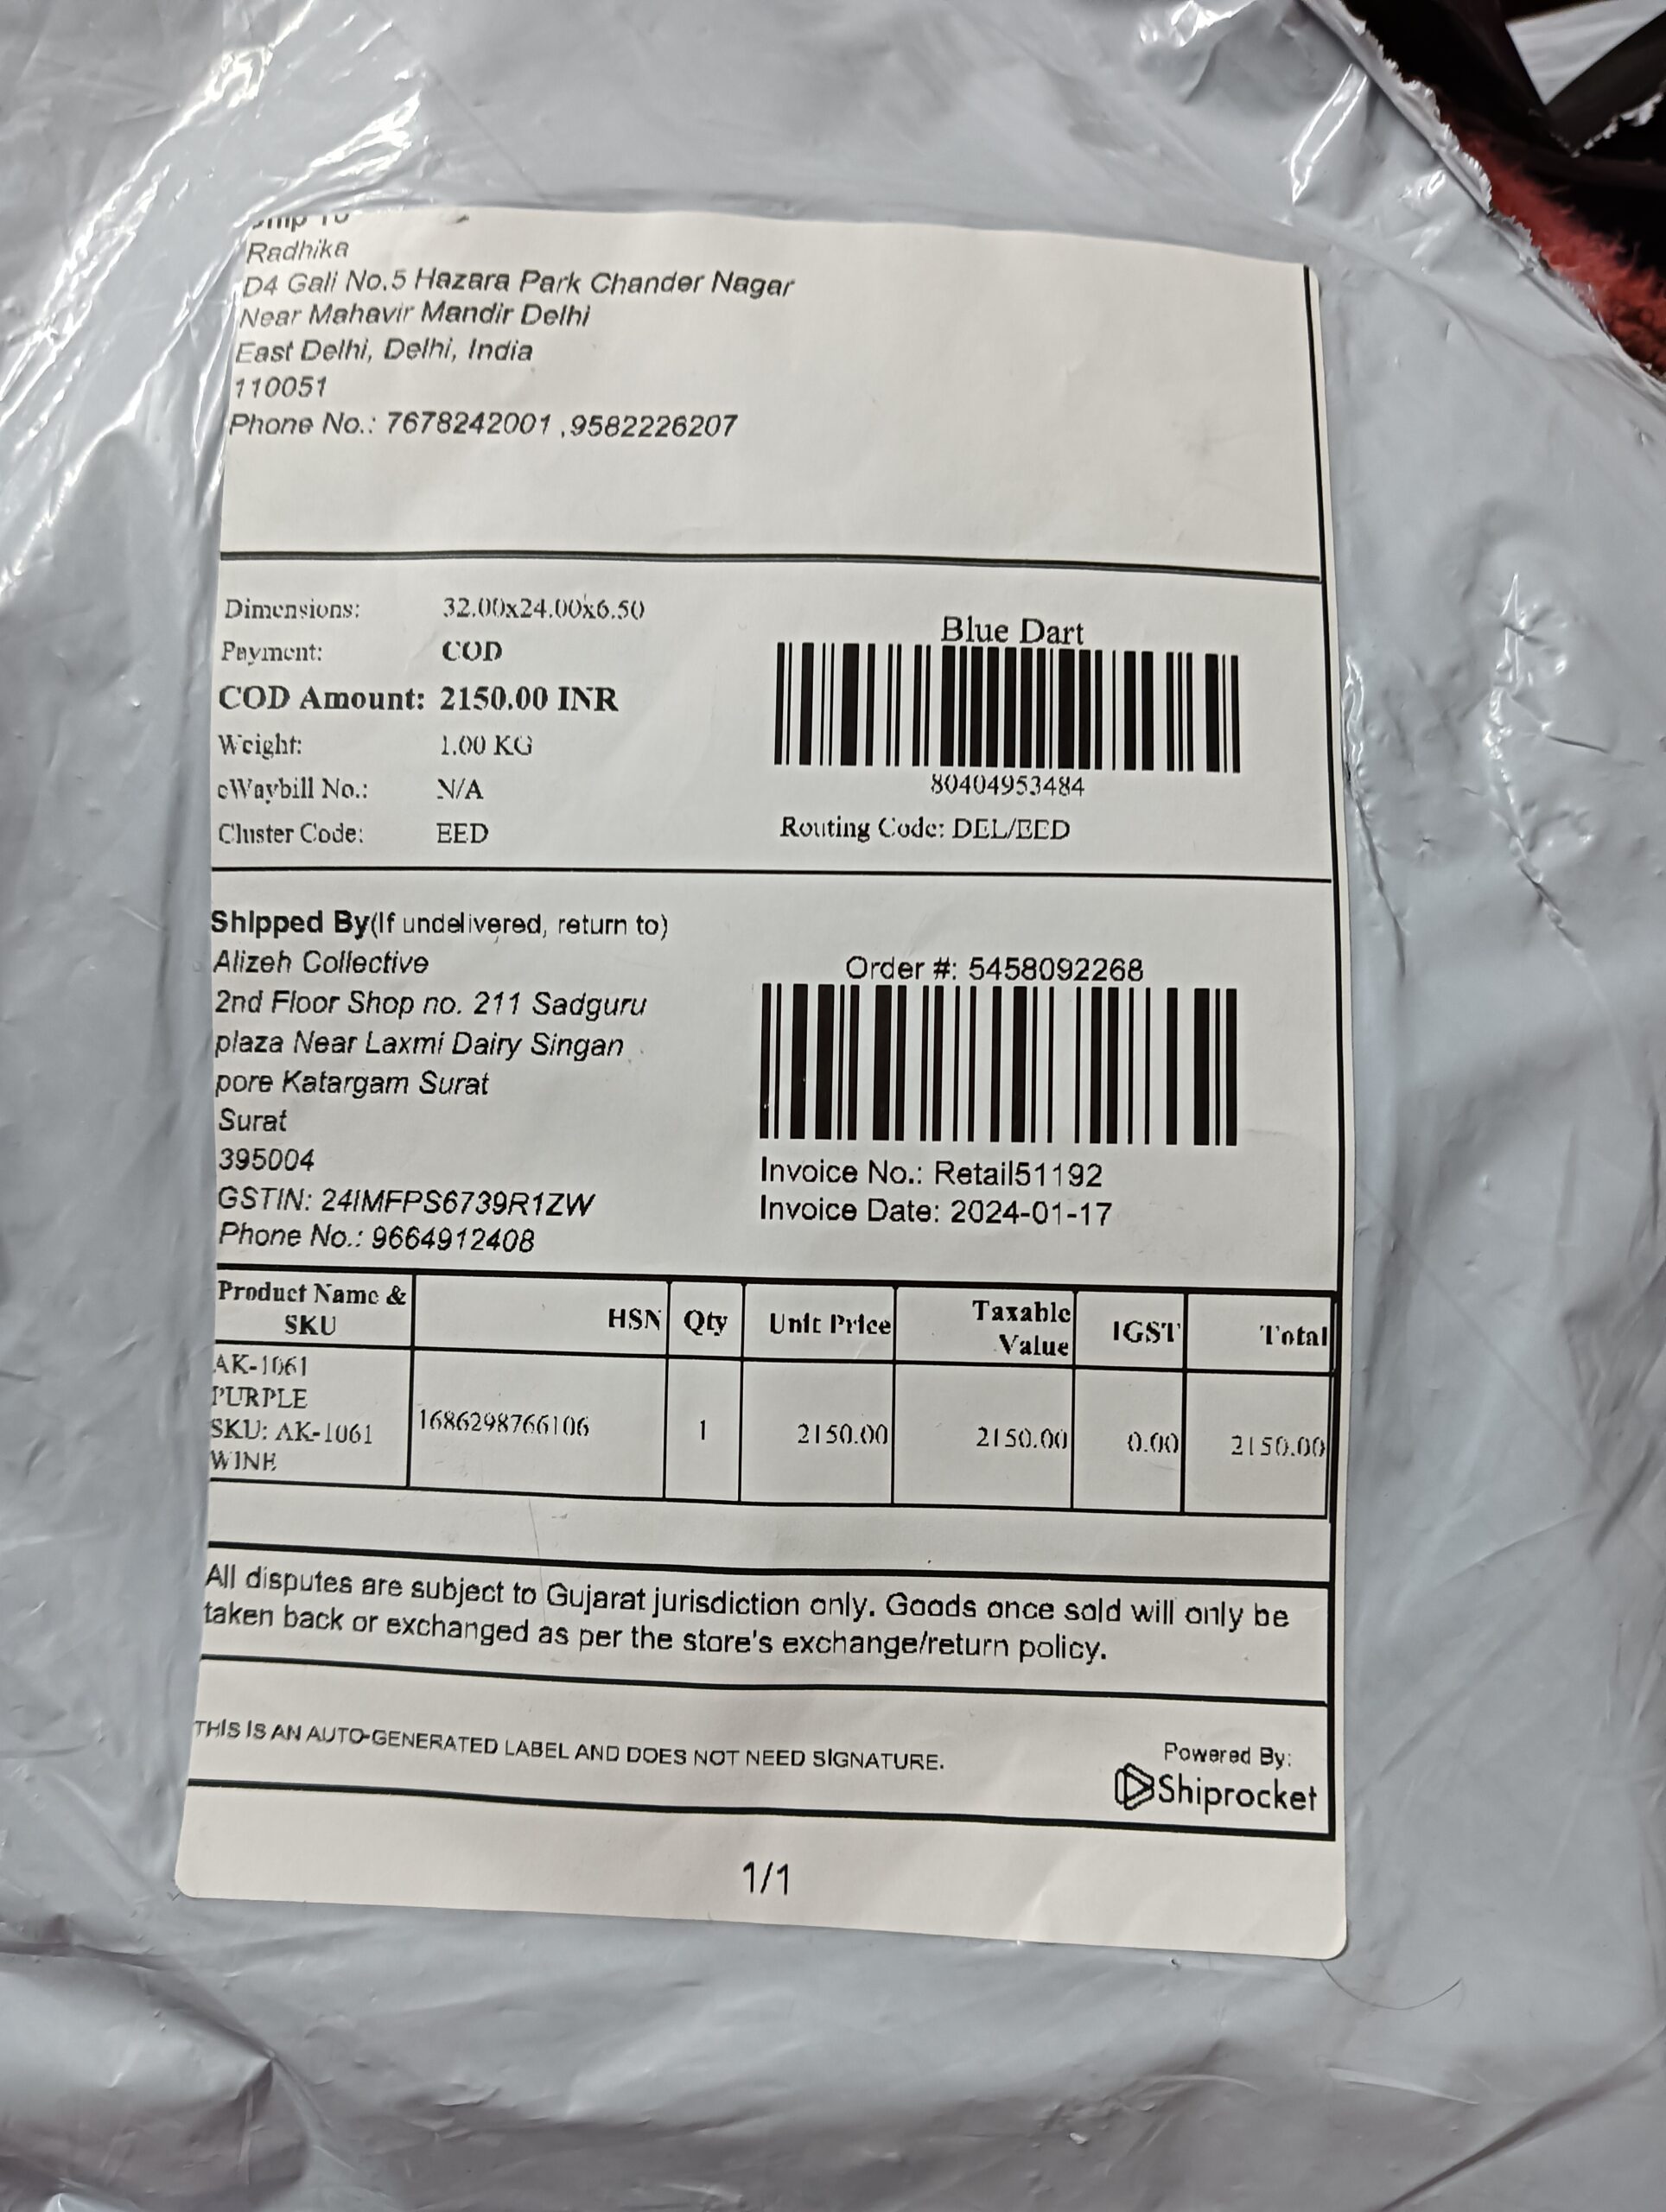 Ship To
Radhika
D4 Gali No.5 Hazara Park Chander Nagar
Near Mahavir Mandir Delhi
East Delhi, Delhi, India
110051
Phone No.: 7678242001 ,9582226207
Dimensions: 32.00x24.00x6.50
Payment: COD
COD Amount: 2150.00 INR
Weight: 1.00 KG
eWaybill No.: N/A
Cluster Code: EED
Blue Dart
80404953484
Routing Code: DEL/EED
Shipped By(If undelivered, return to)
Alizeh Collective
2nd Floor Shop no. 211 Sadguru
plaza Near Laxmi Dairy Singan
pore Katargam Surat
Surat
395004
GSTIN: 24IMFPS6739R1ZW
Phone No.: 9664912408
Order #: 5458092268
Invoice No.: Retail51192
Invoice Date: 2024-01-17
Product Name & SKU HSN Qty Unit Price Taxable Value IGST Total
AK-1061
PURPLE
SKU: AK-1061
WINE
1686298766106 1 2150.00 2150.00 0.00 2150.00
All disputes are subject to Gujarat jurisdiction only. Goods once sold will only be
taken back or exchanged as per the store's exchange/return policy.
THIS IS AN AUTO-GENERATED LABEL AND DOES NOT NEED SIGNATURE.
Powered By:
Shiprocket
1/1